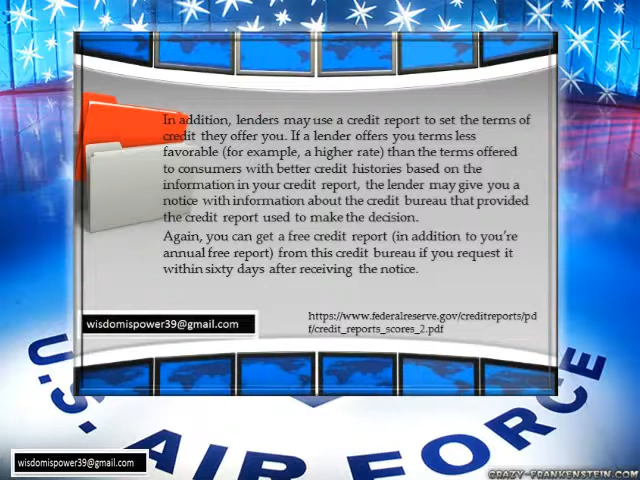 In addition, lenders may use a credit report to set the terms of
credit they offer you. If a lender offers you terms less
favorable (for example, a higher rate) than the terms offered
to consumers with better credit histories based on the
information in your credit report, the lender may give you a
notice with information about the credit bureau that provided
the credit report used to make the decision.
Again, you can get a free credit report (in addition to you're
annual free report) from this credit bureau if you request it
within sixty days after receiving the notice.
wisdomispower39@gmail.com
https://www.federalreserve.gov/creditreports/pd
f/credit_reports_scores_2.pdf
U.S. AIR FORCE
wisdomispower39@gmail.com
CRAZY-FRANKENSTEIN.COM